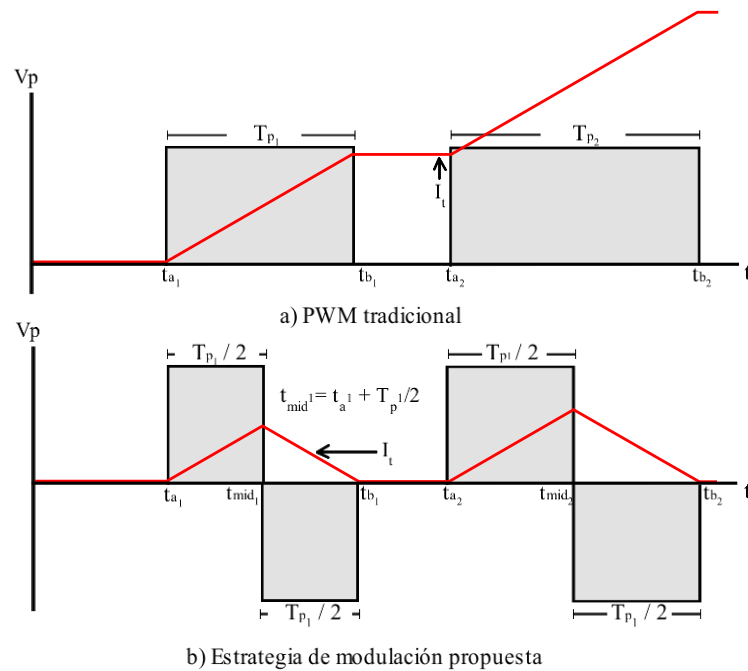 Vp
Tp1
Tp2
It
ta1
tb1
ta2
tb2
t
a) PWM tradicional
Vp
Tp1 / 2
Tp1 / 2
tmid1 = ta1 + Tp1/2
It
ta1
tmid1
tb1
ta2
tmid2
tb2
t
Tp1 / 2
Tp1 / 2
b) Estrategia de modulación propuesta